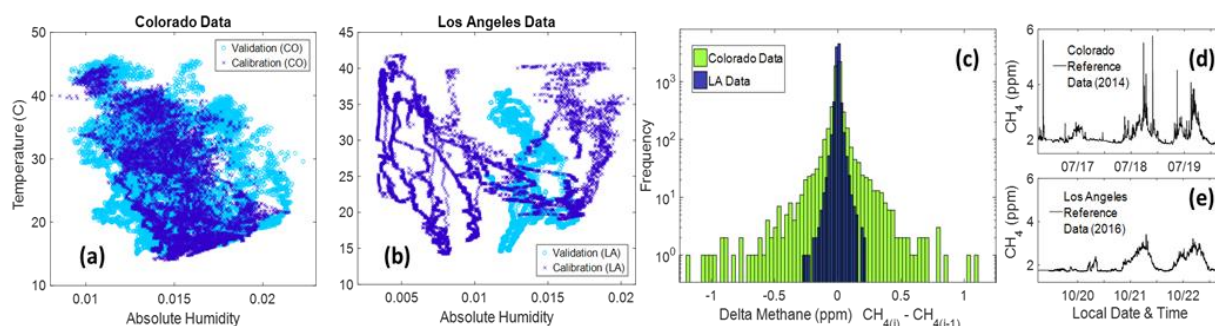 Colorado Data
Validation (CO)
Calibration (CO)
(a)
Temperature (C)
50
40
30
20
10
0.01
0.015
0.02
Absolute Humidity
Los Angeles Data
(b)
Validation (LA)
Calibration (LA)
45
40
35
30
25
20
15
10
0.005
0.01
0.015
0.02
Absolute Humidity
Colorado Data
LA Data
(c)
Frequency
10³
10²
10¹
10⁰
-1
-0.5
0
0.5
1
Delta Methane (ppm) CH₄₍ᵢ₎ - CH₄₍ᵢ₋₁₎
(d)
Colorado
Reference
Data (2014)
CH₄ (ppm)
6
4
2
07/17
07/18
07/19
(e)
Los Angeles
Reference
Data (2016)
CH₄ (ppm)
6
4
2
10/20
10/21
10/22
Local Date & Time